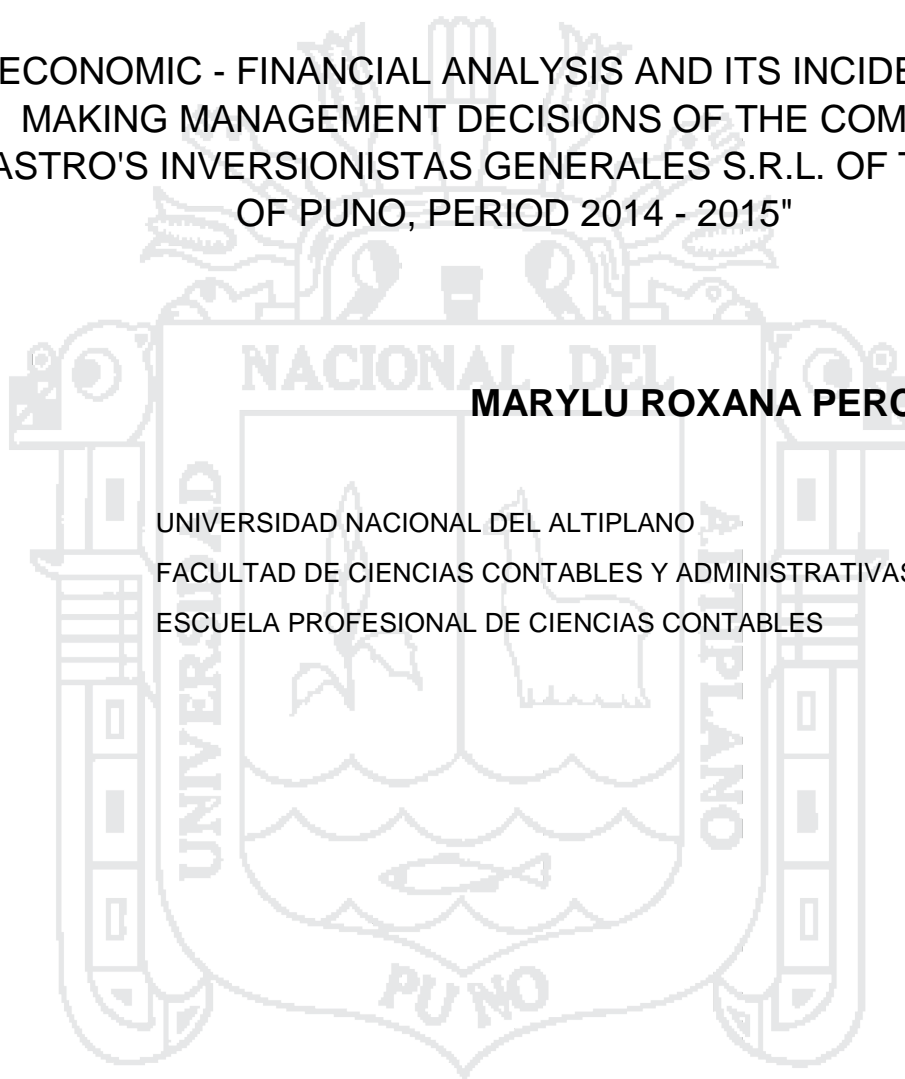 ECONOMIC - FINANCIAL ANALYSIS AND ITS INCIDE
MAKING MANAGEMENT DECISIONS OF THE COM
ASTRO'S INVERSIONISTAS GENERALES S.R.L. OF T
OF PUNO, PERIOD 2014 - 2015"
NACIONAL DEL
MARYLU ROXANA PERC
UNIVERSIDAD NACIONAL DEL ALTIPLANO
FACULTAD DE CIENCIAS CONTABLES Y ADMINISTRATIVAS
ESCUELA PROFESIONAL DE CIENCIAS CONTABLES
UNIVERSIDAD
ALTIPLANO
PUNO